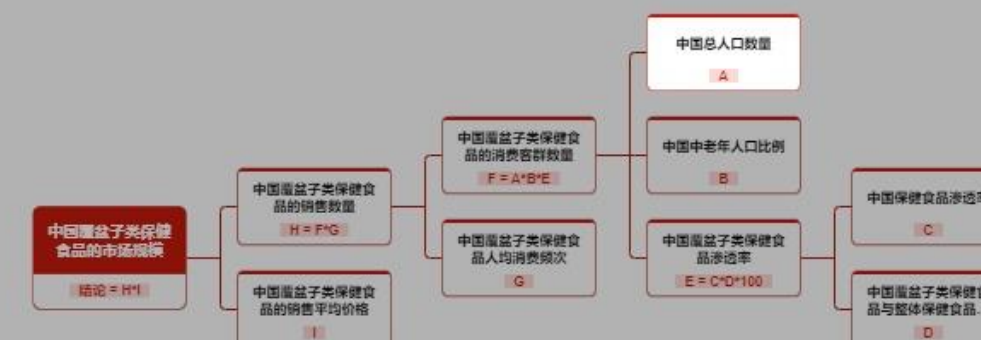 中国总人口数量
A
中国覆盆子类保健食
品的消费客群数量
F = A*B*E
中国中老年人口比例
B
中国覆盆子类保健食
品的销售数量
H = F*G
中国保健食品渗透率
C
中国覆盆子类保健
食品的市场规模
结论 = H*I
中国覆盆子类保健食
品人均消费频次
G
中国覆盆子类保健食
品渗透率
E = C*D*100
中国覆盆子类保健食
品的销售平均价格
I
中国覆盆子类保健食
品与整体保健食品...
D